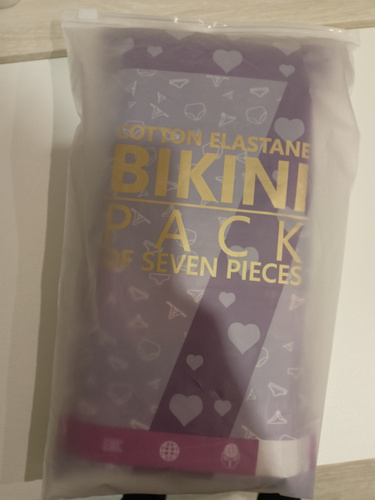 COTTON ELASTANE
BIKINI
PACK
OF SEVEN PIECES